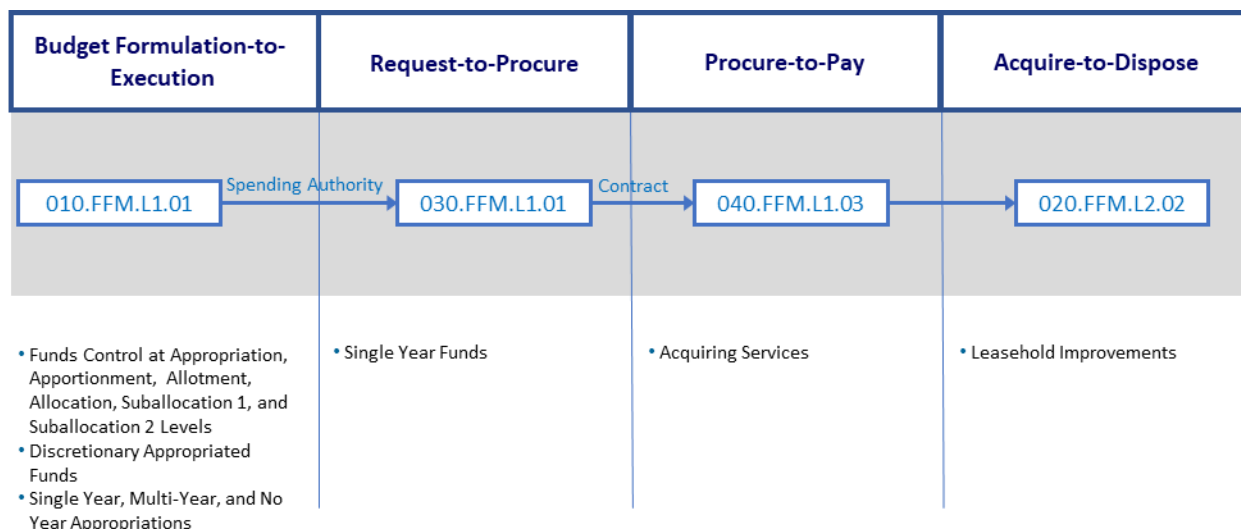 Budget Formulation-to-
Execution
Request-to-Procure
Procure-to-Pay
Acquire-to-Dispose
010.FFM.L1.01
Spending Authority
030.FFM.L1.01
Contract
040.FFM.L1.03
020.FFM.L2.02
• Funds Control at Appropriation,
Apportionment, Allotment,
Allocation, Suballocation 1, and
Suballocation 2 Levels
• Discretionary Appropriated
Funds
• Single Year, Multi-Year, and No
Year Appropriations
• Single Year Funds
• Acquiring Services
• Leasehold Improvements